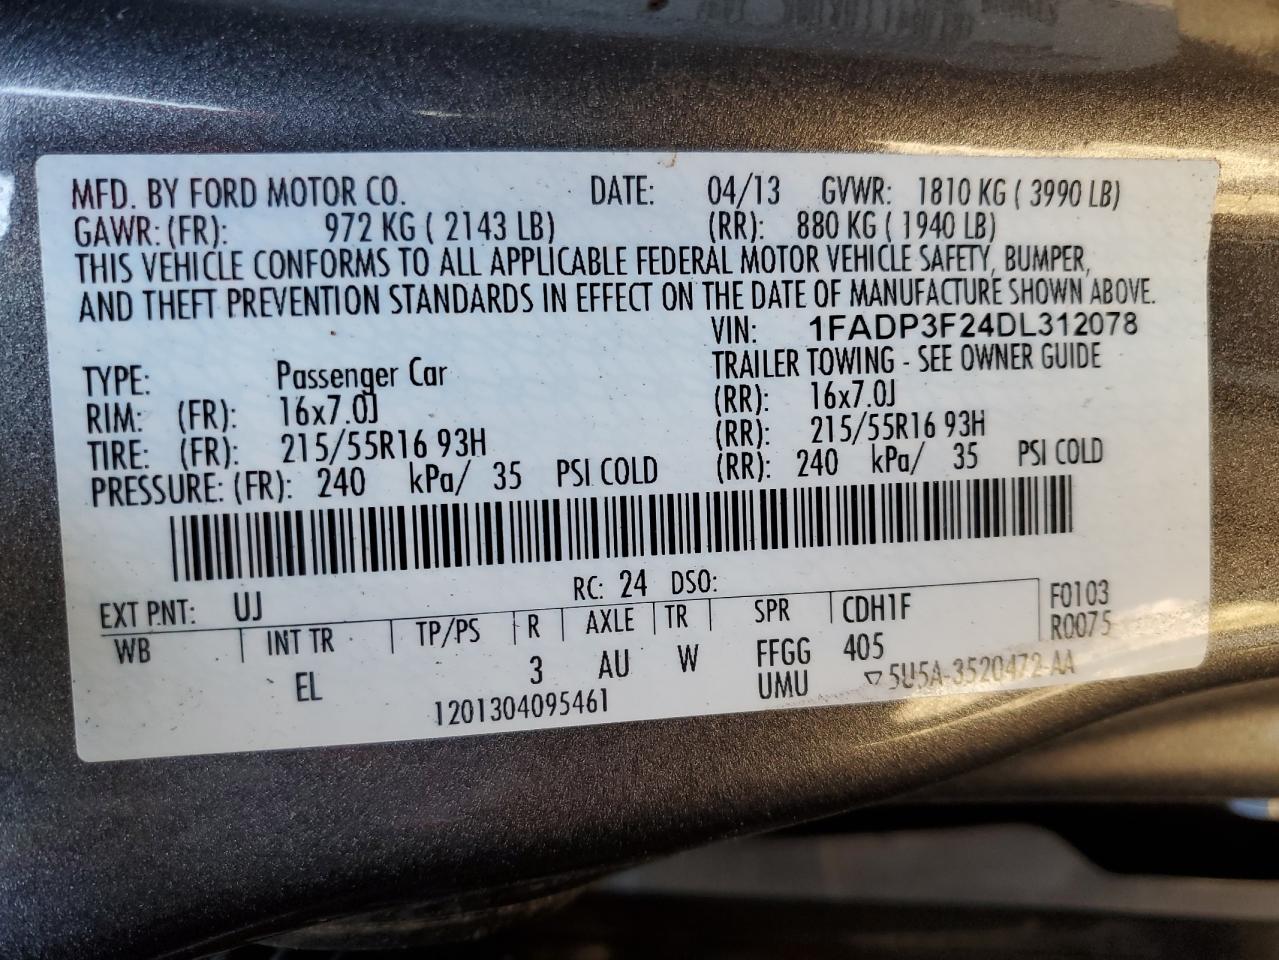 MFD. BY FORD MOTOR CO. DATE: 04/13 GVWR: 1810 KG ( 3990 LB)
GAWR: (FR): 972 KG ( 2143 LB) (RR): 880 KG ( 1940 LB)
THIS VEHICLE CONFORMS TO ALL APPLICABLE FEDERAL MOTOR VEHICLE SAFETY, BUMPER,
AND THEFT PREVENTION STANDARDS IN EFFECT ON THE DATE OF MANUFACTURE SHOWN ABOVE.
VIN: 1FADP3F24DL312078
TYPE: Passenger Car TRAILER TOWING - SEE OWNER GUIDE
RIM: (FR): 16x7.0J (RR): 16x7.0J
TIRE: (FR): 215/55R16 93H (RR): 215/55R16 93H
PRESSURE: (FR): 240 kPa/ 35 PSI COLD (RR): 240 kPa/ 35 PSI COLD
EXT PNT: UJ RC: 24 DSO: F0103
WB INT TR TP/PS R AXLE TR SPR CDH1F R0075
EL 3 AU W FFGG 405
UMU ▽5U5A-3520472-AA
1201304095461